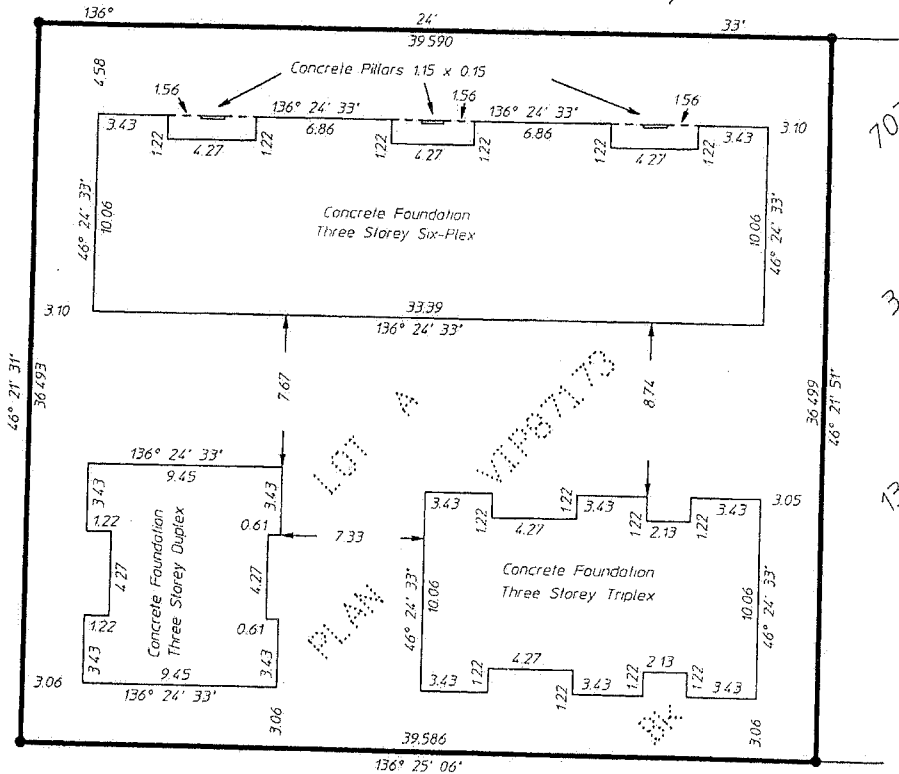 136° 24' 33"
39.590
Concrete Pillars 1.15 x 0.15
4.58
1.56 136° 24' 33" 1.56 136° 24' 33" 1.56
3.43 6.86 6.86 3.43 3.10
1.22 4.27 1.22 1.22 4.27 1.22 1.22 4.27 1.22
46° 24' 33" 10.06
Concrete Foundation
Three Storey Six-Plex
10.06 46° 24' 33"
3.10 33.39
136° 24' 33"
46° 21' 31" 36.493
7.67
8.74
36.499 46° 21' 51"
LOT A
PLAN VIP87173
136° 24' 33"
9.45
3.43 3.43
1.22 0.61
4.27 4.27
Concrete Foundation
Three Storey Duplex
1.22 0.61
3.43 3.43
9.45
3.06 136° 24' 33"
3.06
7.33
3.43 1.22 4.27 1.22 3.43 1.22 2.13 1.22 3.43 3.05
Concrete Foundation
Three Storey Triplex
46° 24' 33" 10.06
10.06 46° 24' 33"
3.43 1.22 4.27 1.22 3.43 1.22 2.13 1.22 3.43
3.06
39.586
136° 25' 06"
70
3
13